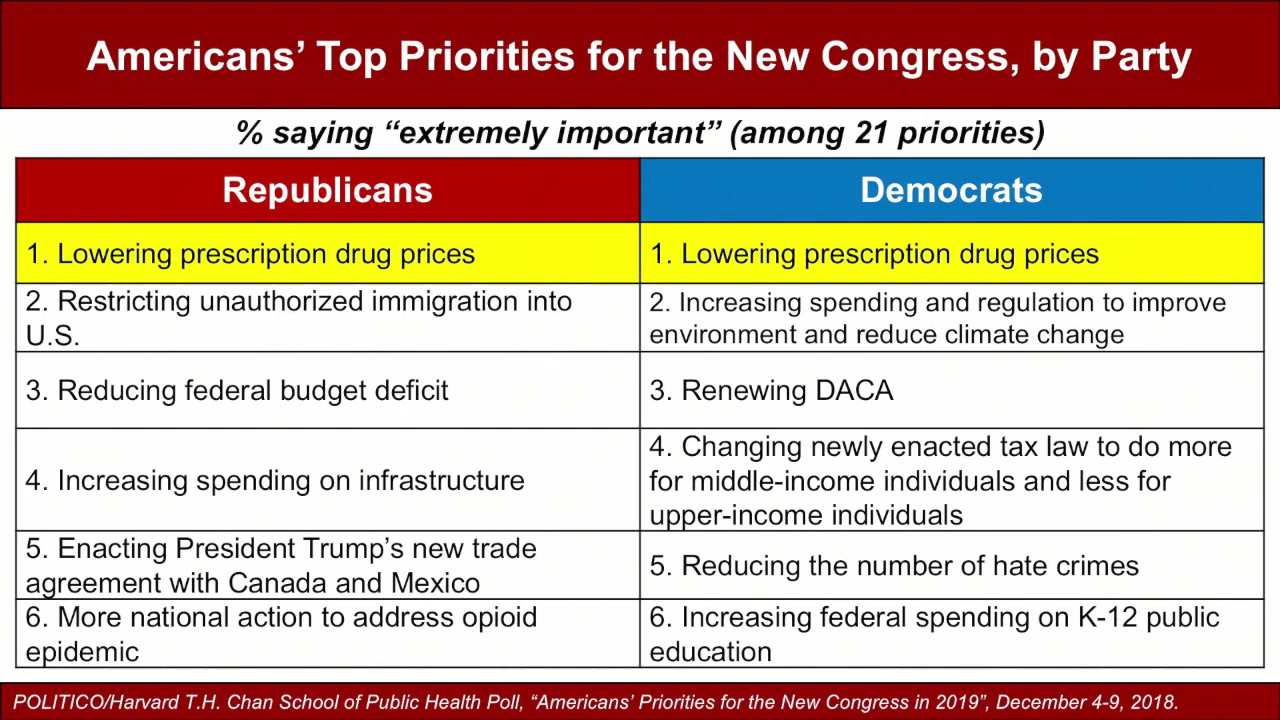 Americans’ Top Priorities for the New Congress, by Party
% saying “extremely important” (among 21 priorities)
Republicans
Democrats
1. Lowering prescription drug prices
1. Lowering prescription drug prices
2. Restricting unauthorized immigration into
U.S.
2. Increasing spending and regulation to improve
environment and reduce climate change
3. Reducing federal budget deficit
3. Renewing DACA
4. Increasing spending on infrastructure
4. Changing newly enacted tax law to do more
for middle-income individuals and less for
upper-income individuals
5. Enacting President Trump’s new trade
agreement with Canada and Mexico
5. Reducing the number of hate crimes
6. More national action to address opioid
epidemic
6. Increasing federal spending on K-12 public
education
POLITICO/Harvard T.H. Chan School of Public Health Poll, “Americans’ Priorities for the New Congress in 2019”, December 4-9, 2018.